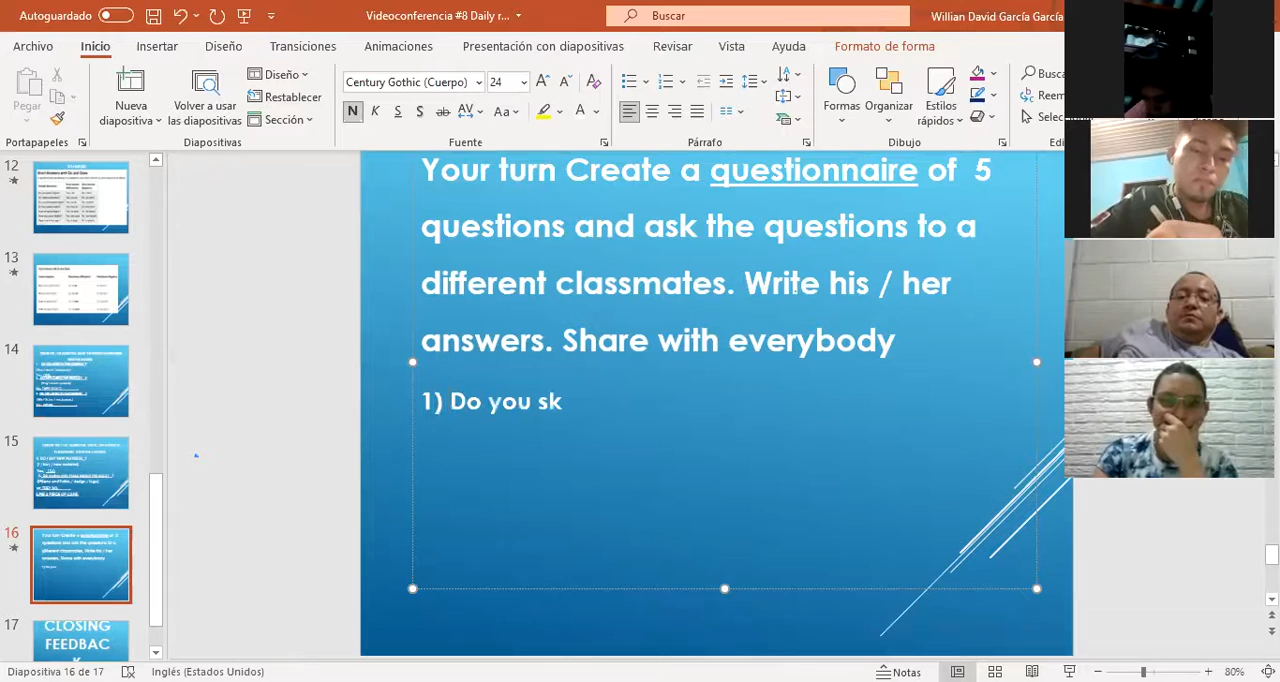 Autoguardado
Videoconferencia #8 Daily r...
Buscar
Willian David García García
Archivo
Inicio
Insertar
Diseño
Transiciones
Animaciones
Presentación con diapositivas
Revisar
Vista
Ayuda
Formato de forma
Pegar
Nueva diapositiva
Volver a usar las diapositivas
Diseño
Restablecer
Sección
Century Gothic (Cuerpo)
24
N K S S ab AV Aa A
Formas
Organizar
Estilos rápidos
Busca
Reem
Selecci
Portapapeles
Diapositivas
Fuente
Párrafo
Dibujo
Edi
12
13
14
15
16
17
CLOSING
FEEDBAC
K
Your turn Create a questionnaire of 5
questions and ask the questions to a
different classmates. Write his / her
answers. Share with everybody
1) Do you sk
Diapositiva 16 de 17
Inglés (Estados Unidos)
Notas
80%